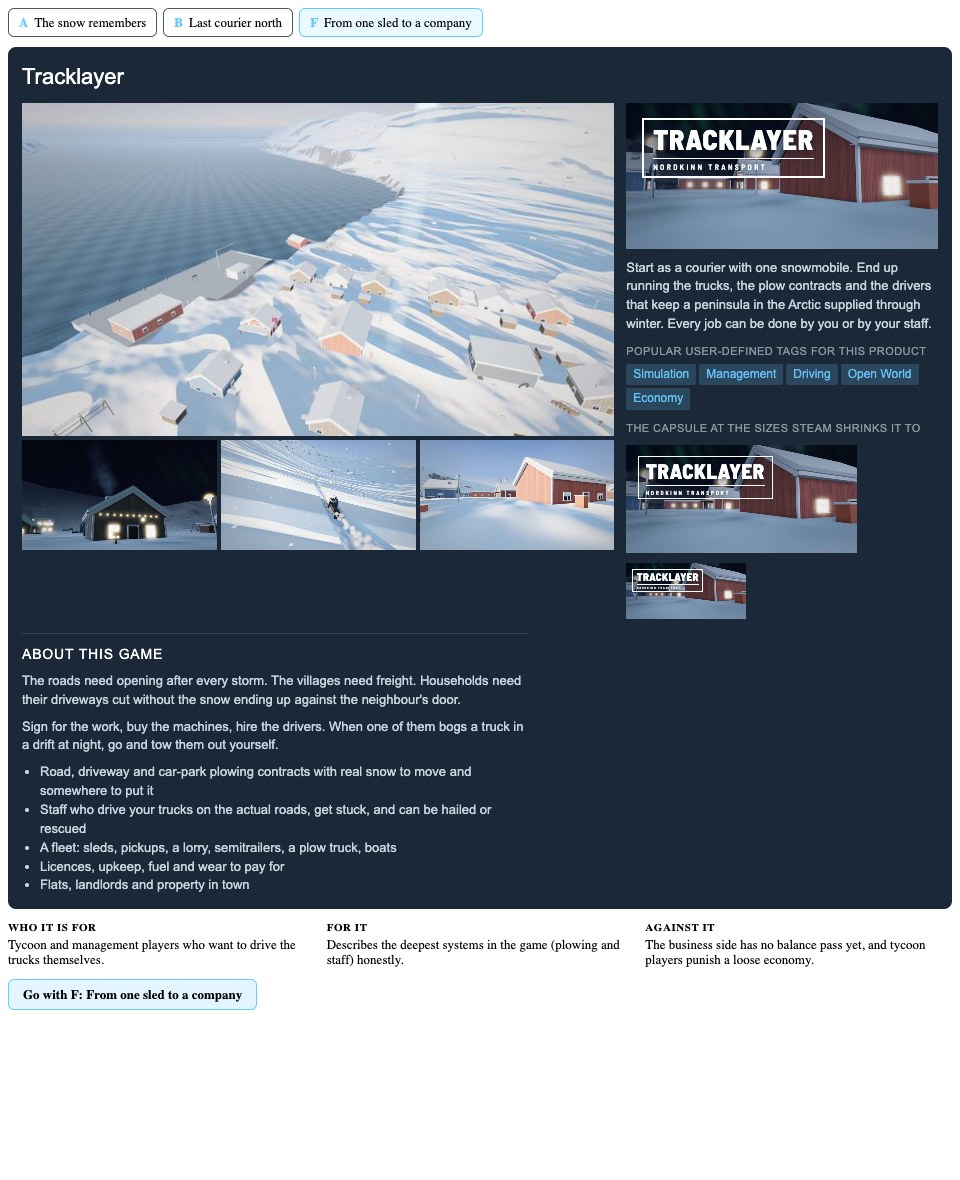 A The snow remembers
B Last courier north
F From one sled to a company
Tracklayer
TRACKLAYER
NORDKINN TRANSPORT
Start as a courier with one snowmobile. End up
running the trucks, the plow contracts and the drivers
that keep a peninsula in the Arctic supplied through
winter. Every job can be done by you or by your staff.
POPULAR USER-DEFINED TAGS FOR THIS PRODUCT
Simulation
Management
Driving
Open World
Economy
THE CAPSULE AT THE SIZES STEAM SHRINKS IT TO
TRACKLAYER
NORDKINN TRANSPORT
TRACKLAYER
ABOUT THIS GAME
The roads need opening after every storm. The villages need freight. Households need
their driveways cut without the snow ending up against the neighbour's door.
Sign for the work, buy the machines, hire the drivers. When one of them bogs a truck in
a drift at night, go and tow them out yourself.
• Road, driveway and car-park plowing contracts with real snow to move and
somewhere to put it
• Staff who drive your trucks on the actual roads, get stuck, and can be hailed or
rescued
• A fleet: sleds, pickups, a lorry, semitrailers, a plow truck, boats
• Licences, upkeep, fuel and wear to pay for
• Flats, landlords and property in town
WHO IT IS FOR
Tycoon and management players who want to drive the
trucks themselves.
FOR IT
Describes the deepest systems in the game (plowing and
staff) honestly.
AGAINST IT
The business side has no balance pass yet, and tycoon
players punish a loose economy.
Go with F: From one sled to a company